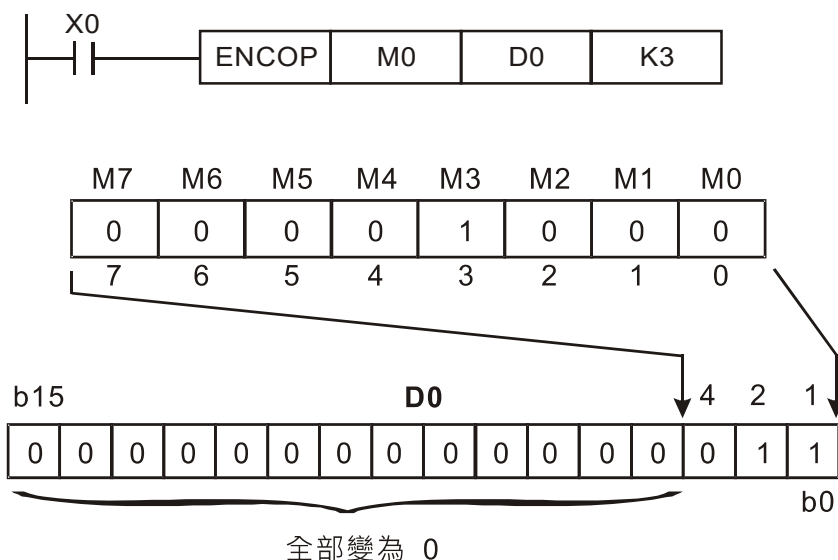 X0
ENCOP M0 D0 K3
M7 M6 M5 M4 M3 M2 M1 M0
0 0 0 0 1 0 0 0
7 6 5 4 3 2 1 0
b15 D0 4 2 1
0 0 0 0 0 0 0 0 0 0 0 0 0 0 1 1
b0
全部變為 0